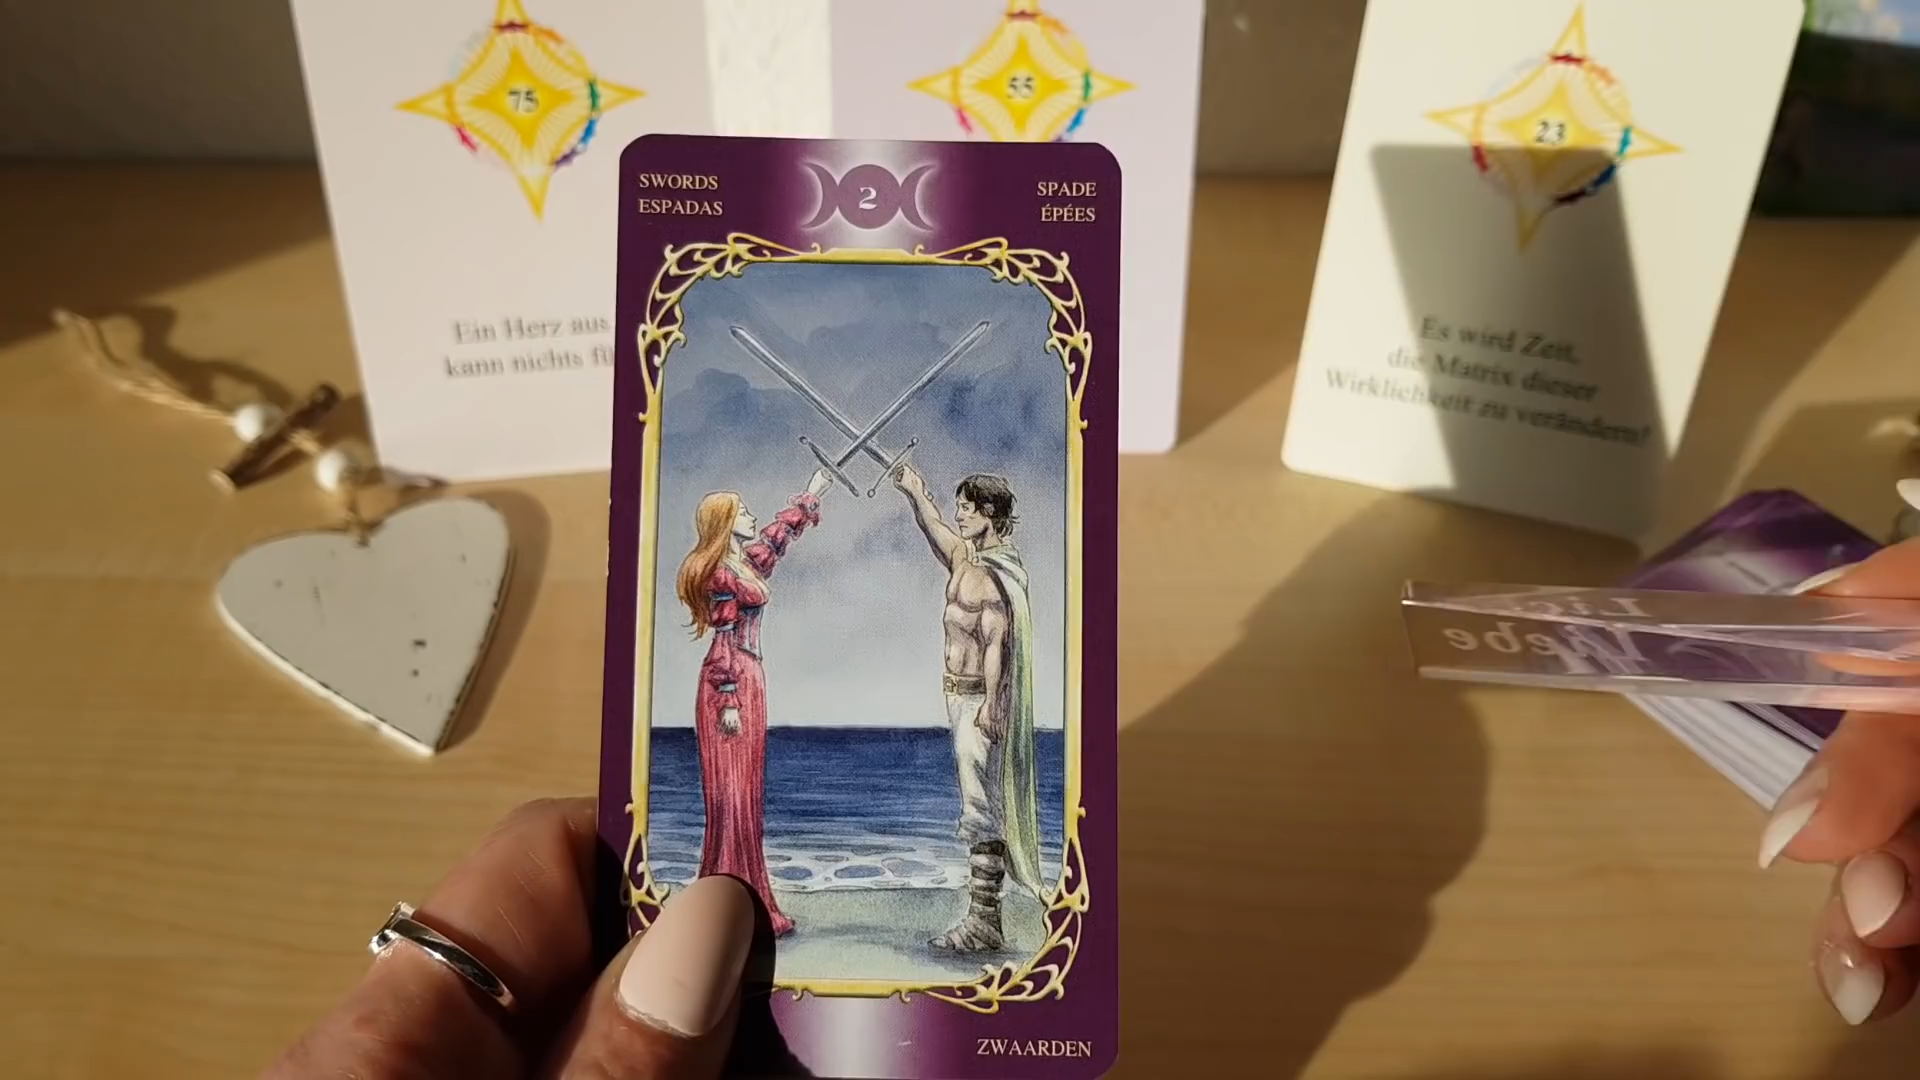 75
55
23
SWORDS
ESPADAS
2
SPADE
ÉPÉES
Ein Herz aus
kann nichts fü
Es wird Zeit,
die Matrix dieser
Wirklichkeit zu verändern!
ZWAARDEN